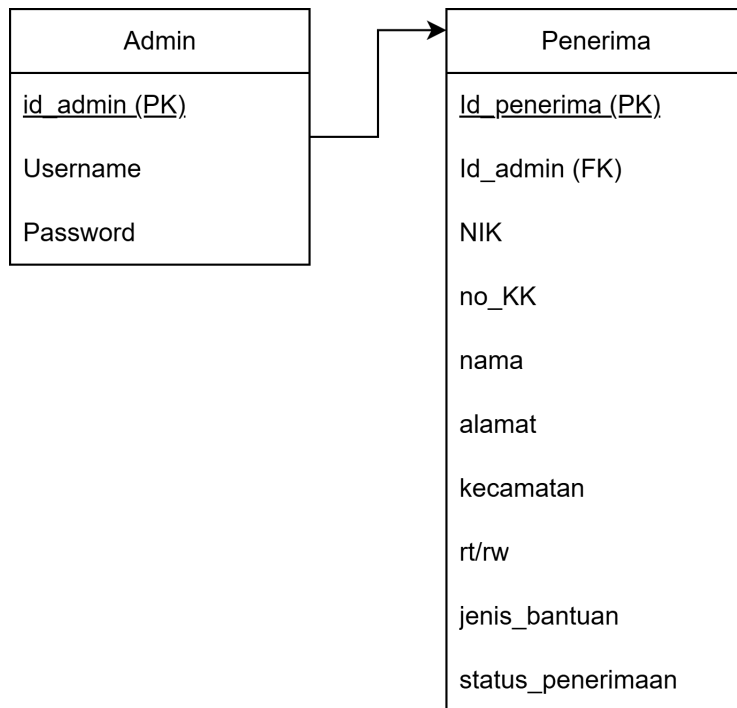 Admin
id_admin (PK)
Username
Password
Penerima
Id_penerima (PK)
Id_admin (FK)
NIK
no_KK
nama
alamat
kecamatan
rt/rw
jenis_bantuan
status_penerimaan